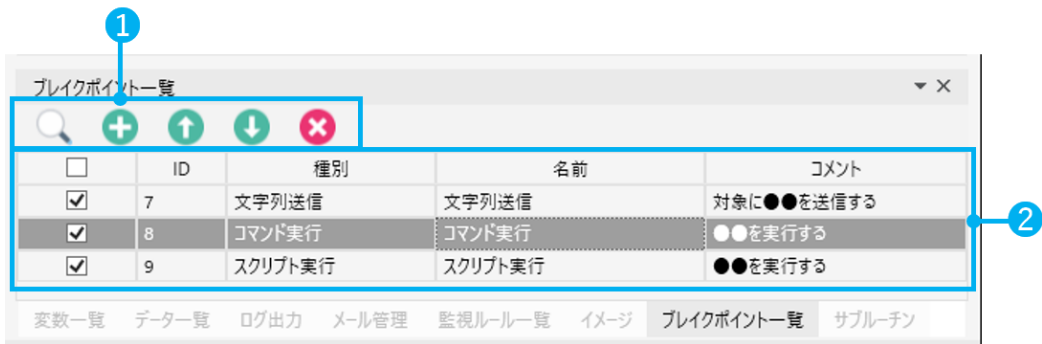 1
ブレイクポイント一覧
ID 種別 名前 コメント
7 文字列送信 文字列送信 対象に●●を送信する
8 コマンド実行 コマンド実行 ●●を実行する
2
9 スクリプト実行 スクリプト実行 ●●を実行する
変数一覧 データ一覧 ログ出力 メール管理 監視ルール一覧 イメージ ブレイクポイント一覧 サブルーチン